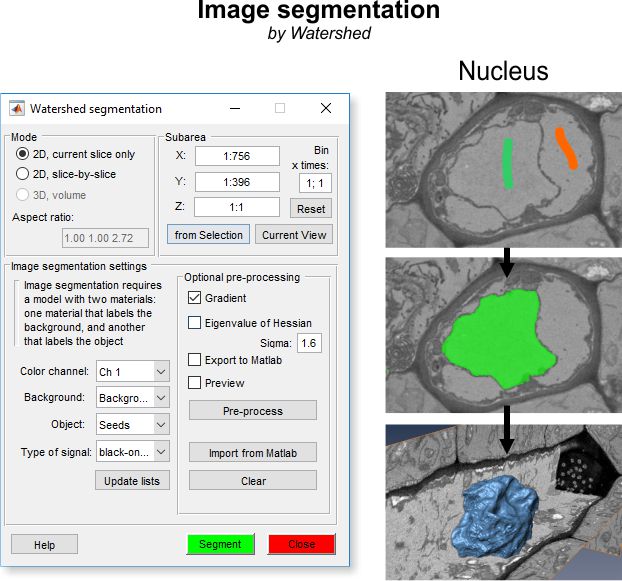 Image segmentation
by Watershed
Nucleus
Watershed segmentation
Mode
2D, current slice only
2D, slice-by-slice
3D, volume
Aspect ratio:
1.00 1.00 2.72
Subarea
X:
1:756
Y:
1:396
Z:
1:1
Bin
x times:
1; 1
Reset
from Selection
Current View
Image segmentation settings
Image segmentation requires
a model with two materials:
one material that labels the
background, and another
that labels the object
Color channel:
Ch 1
Background:
Backgro...
Object:
Seeds
Type of signal:
black-on...
Update lists
Optional pre-processing
Gradient
Eigenvalue of Hessian
Sigma:
1.6
Export to Matlab
Preview
Pre-process
Import from Matlab
Clear
Help
Segment
Close